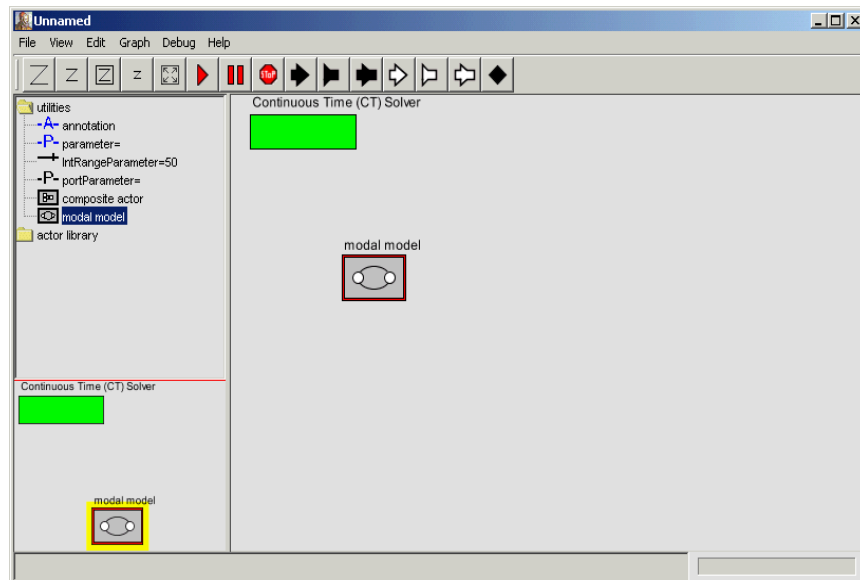 Unnamed
File View Edit Graph Debug Help
Z Z Z z STOP
utilities
-A- annotation
-P- parameter=
IntRangeParameter=50
-P- portParameter=
composite actor
modal model
actor library
Continuous Time (CT) Solver
modal model
Continuous Time (CT) Solver
modal model